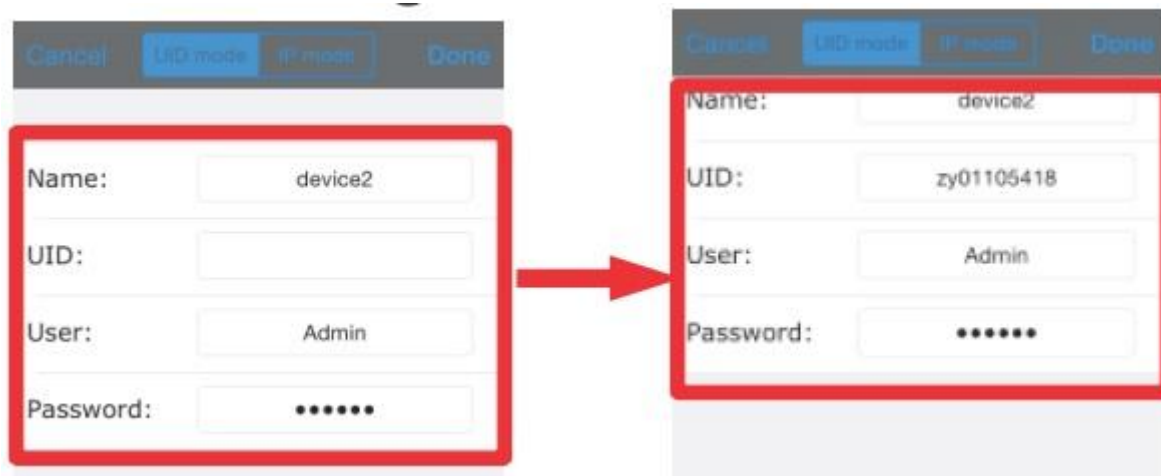 Cancel UID mode IP mode Done
Name: device2
UID:
User: Admin
Password: ••••••
Cancel UID mode IP mode Done
Name: device2
UID: zy01105418
User: Admin
Password: ••••••